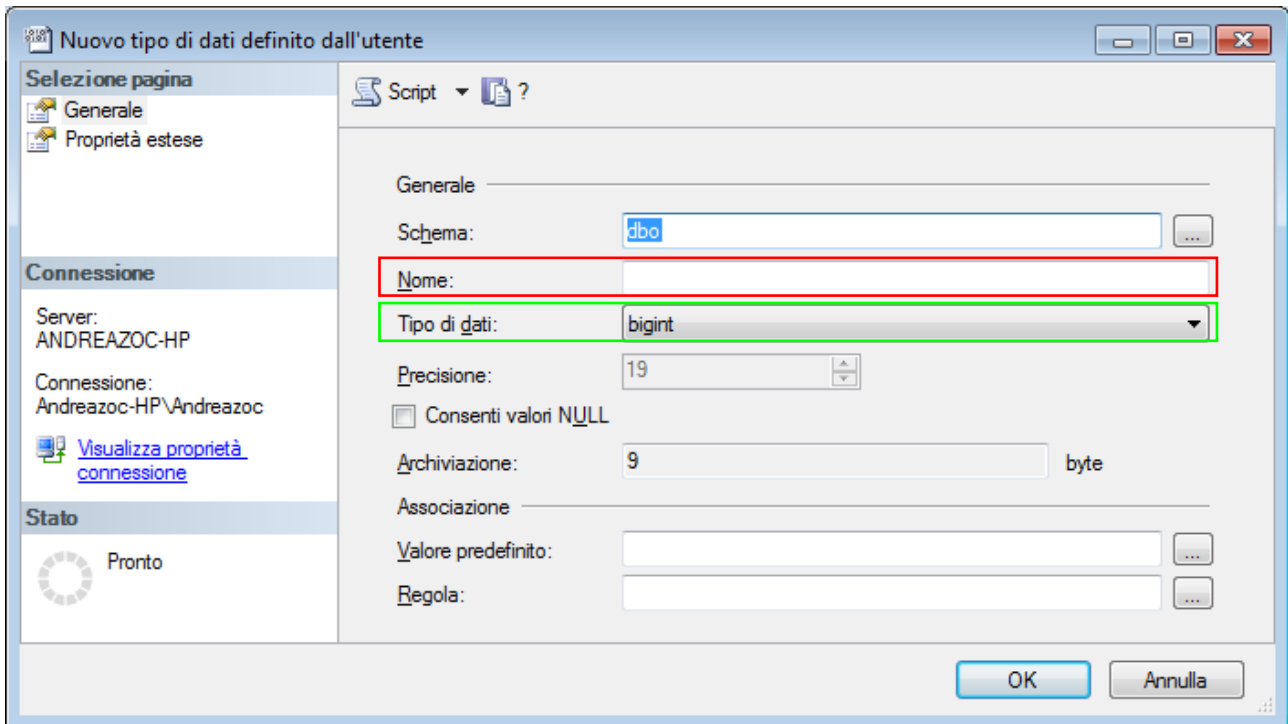 Nuovo tipo di dati definito dall'utente
Selezione pagina
Generale
Proprietà estese
Connessione
Server:
ANDREAZOC-HP
Connessione:
Andreazoc-HP\Andreazoc
Visualizza proprietà
connessione
Stato
Pronto
Script ?
Generale
Schema: dbo ...
Nome:
Tipo di dati: bigint
Precisione: 19
Consenti valori NULL
Archiviazione: 9 byte
Associazione
Valore predefinito: ...
Regola: ...
OK Annulla